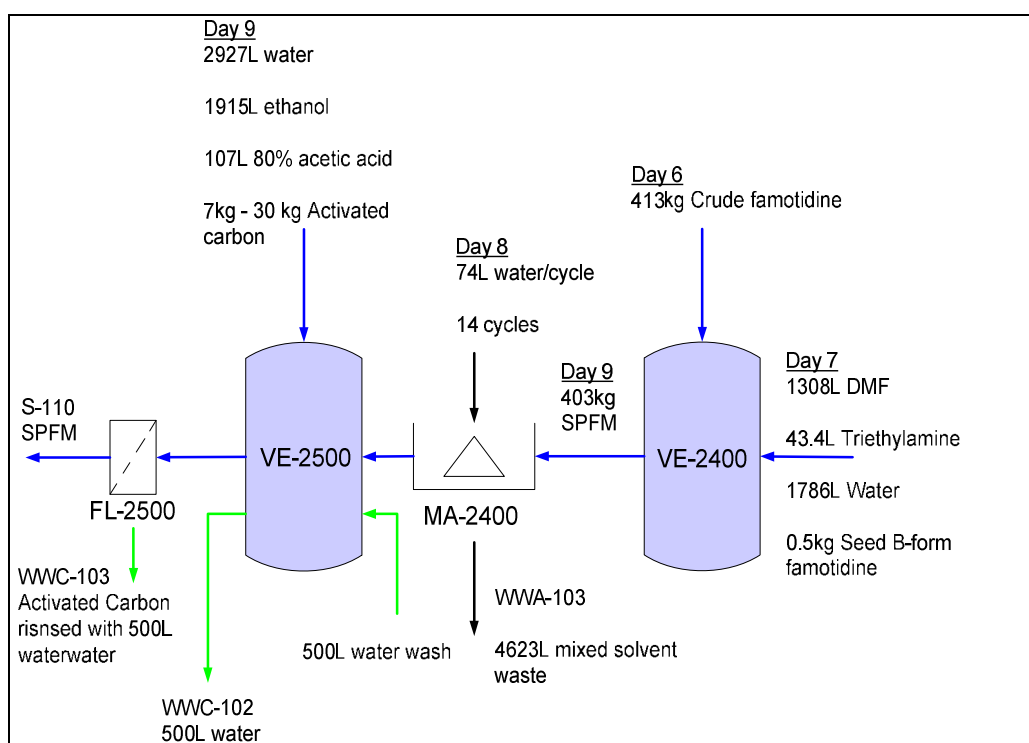 Day 9
2927L water
1915L ethanol
107L 80% acetic acid
7kg - 30 kg Activated
carbon
Day 8
74L water/cycle
14 cycles
Day 6
413kg Crude famotidine
Day 7
1308L DMF
43.4L Triethylamine
1786L Water
0.5kg Seed B-form
famotidine
Day 9
403kg
SPFM
S-110
SPFM
FL-2500
VE-2500
MA-2400
VE-2400
WWC-103
Activated Carbon
risnsed with 500L
waterwater
WWC-102
500L water
500L water wash
WWA-103
4623L mixed solvent
waste